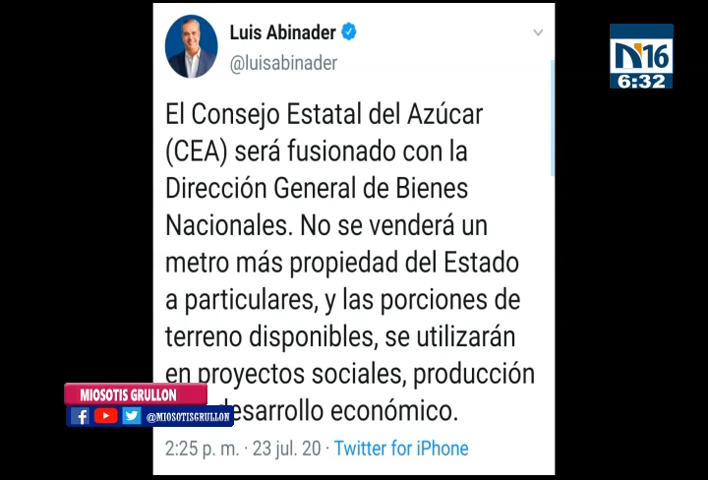 Luis Abinader
@luisabinader
N16
6:32
El Consejo Estatal del Azúcar
(CEA) será fusionado con la
Dirección General de Bienes
Nacionales. No se venderá un
metro más propiedad del Estado
a particulares, y las porciones de
terreno disponibles, se utilizarán
en proyectos sociales, producción
desarrollo económico.
MIOSOTIS GRULLON
@MIOSOTISGRULLON
2:25 p. m. · 23 jul. 20 · Twitter for iPhone